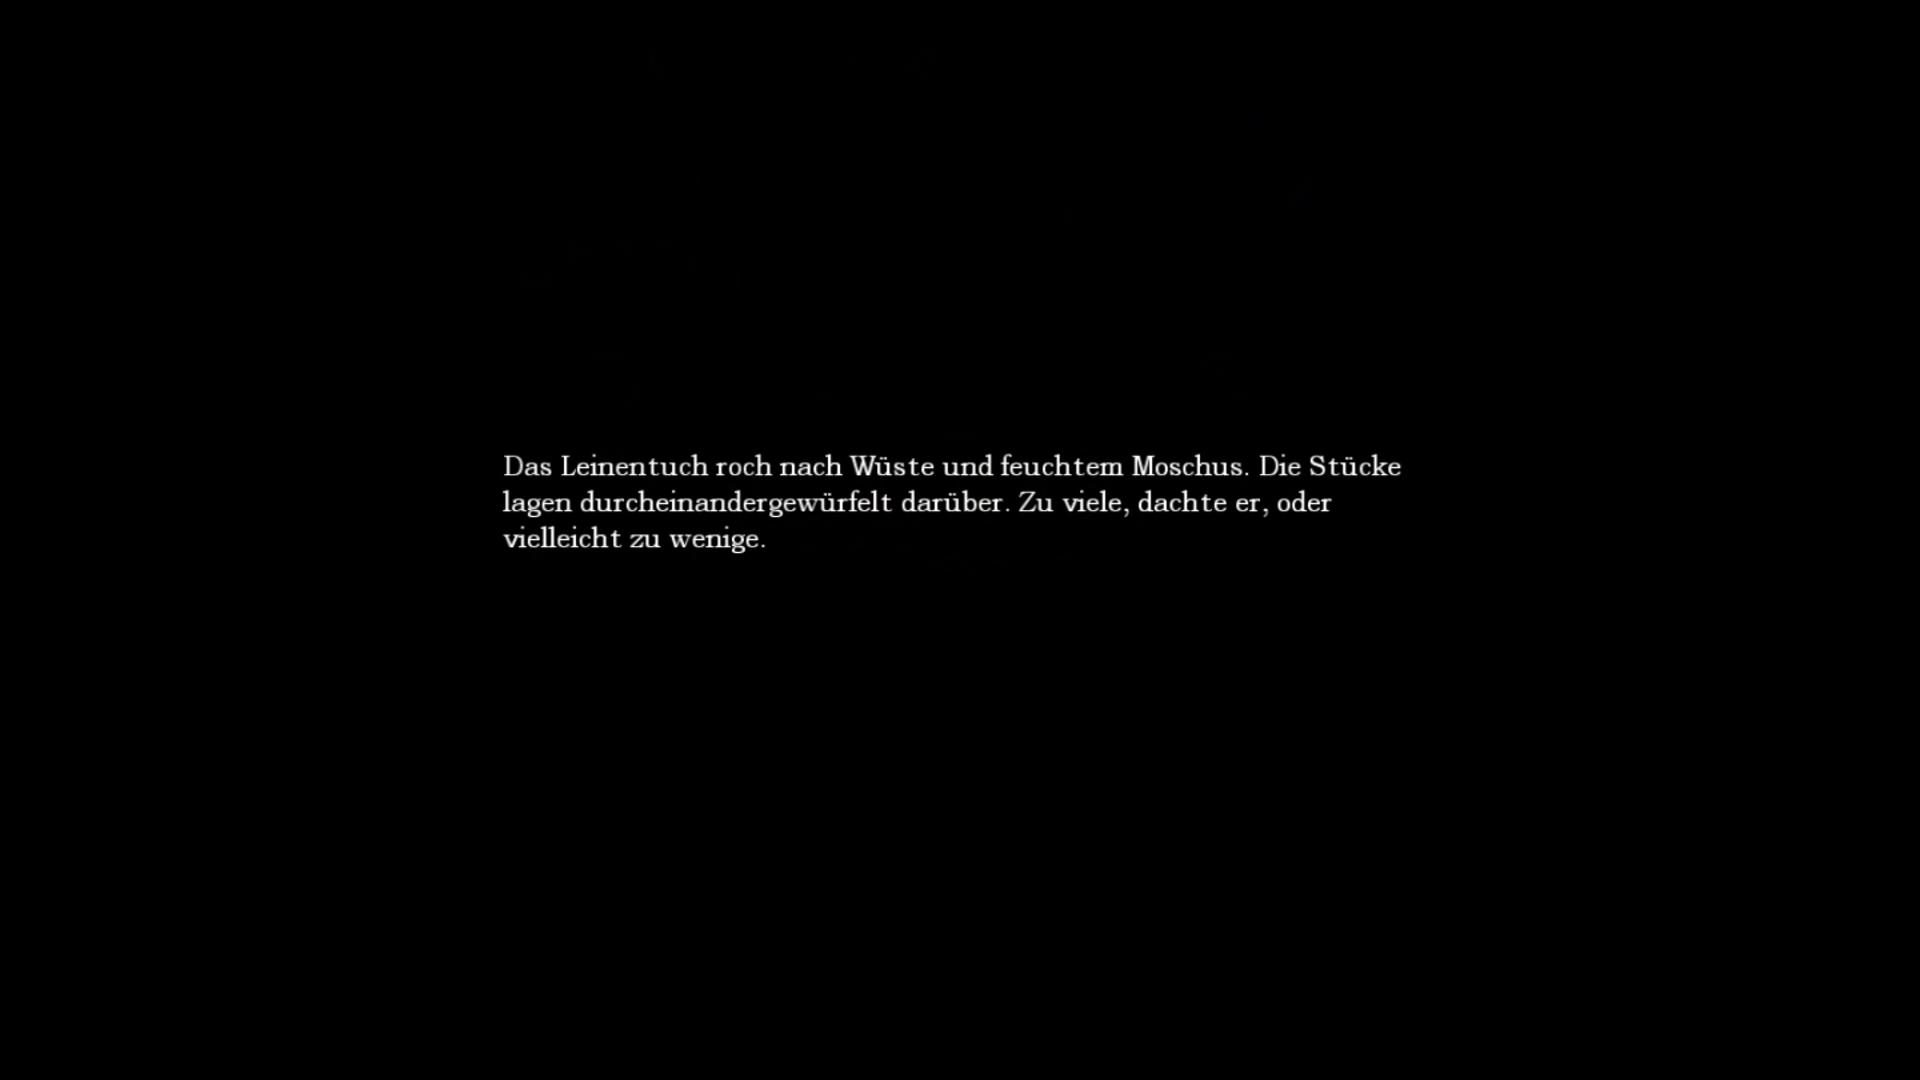 Das Leinentuch roch nach Wüste und feuchtem Moschus. Die Stücke
lagen durcheinandergewürfelt darüber. Zu viele, dachte er, oder
vielleicht zu wenige.